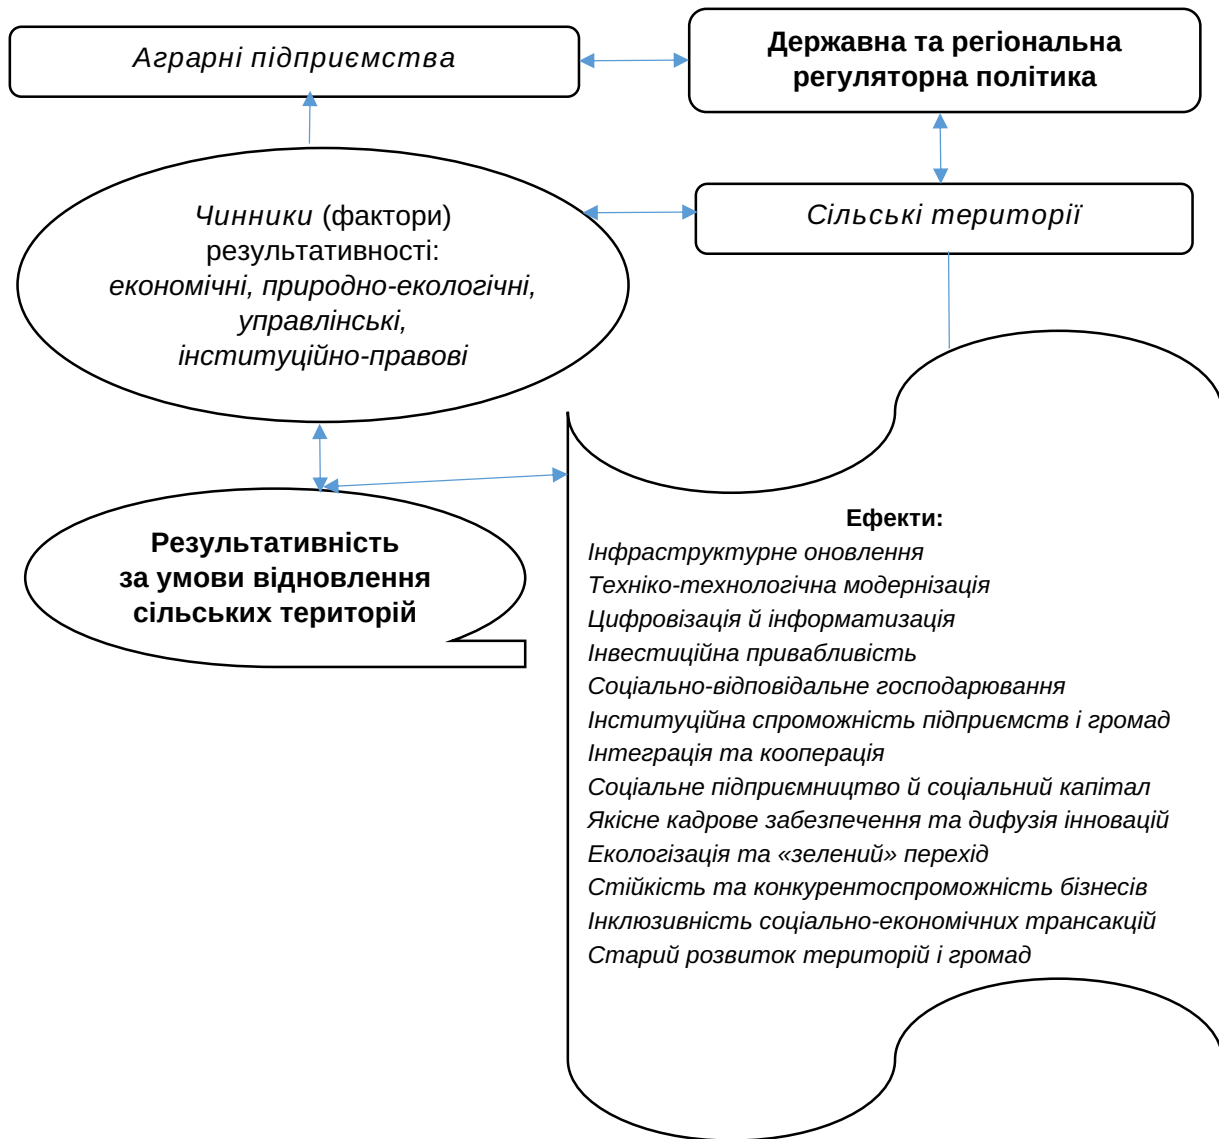 Аграрні підприємства
Державна та регіональна
регуляторна політика
Чинники (фактори)
результативності:
економічні, природно-екологічні,
управлінські,
інституційно-правові
Сільські території
Результативність
за умови відновлення
сільських територій
Ефекти:
Інфраструктурне оновлення
Техніко-технологічна модернізація
Цифровізація й інформатизація
Інвестиційна привабливість
Соціально-відповідальне господарювання
Інституційна спроможність підприємств і громад
Інтеграція та кооперація
Соціальне підприємництво й соціальний капітал
Якісне кадрове забезпечення та дифузія інновацій
Екологізація та «зелений» перехід
Стійкість та конкурентоспроможність бізнесів
Інклюзивність соціально-економічних трансакцій
Старий розвиток територій і громад